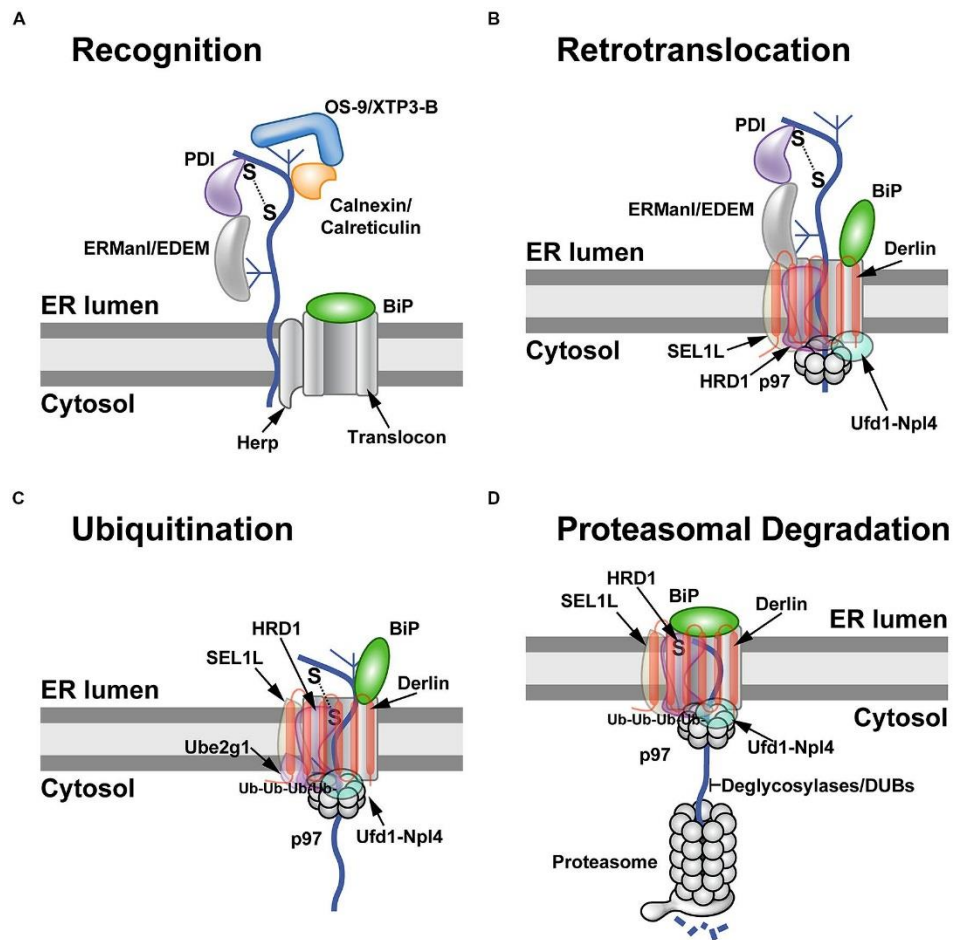 A
Recognition
OS-9/XTP3-B
PDI
S
S
Calnexin/
Calreticulin
ERManI/EDEM
ER lumen
BiP
Cytosol
Herp
Translocon
B
Retrotranslocation
PDI
S
S
BiP
ERManI/EDEM
ER lumen
Derlin
Cytosol
SEL1L
HRD1 p97
Ufd1-Npl4
C
Ubiquitination
HRD1
BiP
SEL1L
S
S
ER lumen
Derlin
Ube2g1
Cytosol
Ub-Ub-Ub-Ub-
p97
Ufd1-Npl4
D
Proteasomal Degradation
HRD1
BiP
SEL1L
Derlin
ER lumen
S
Ub-Ub-Ub-Ub-
Cytosol
p97
Ufd1-Npl4
Deglycosylases/DUBs
Proteasome